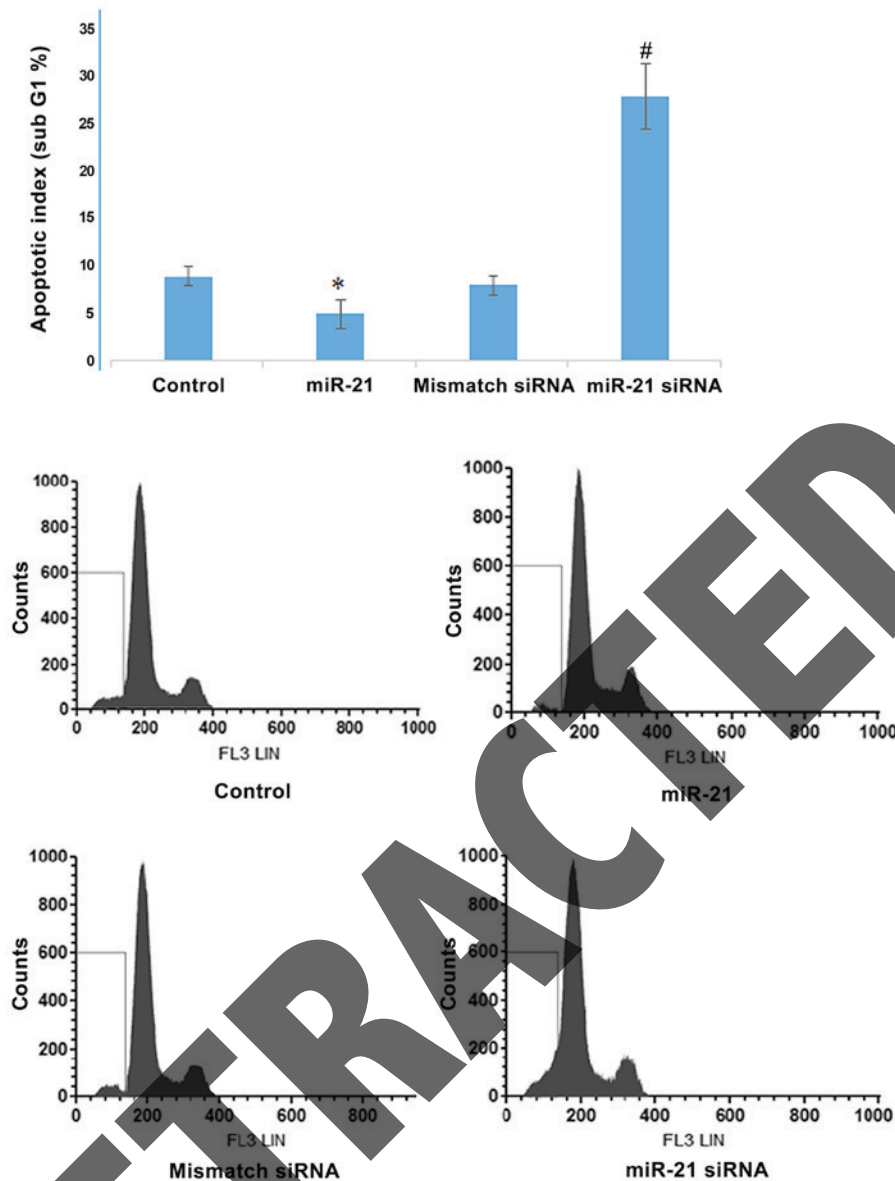 Apoptotic index (sub G1 %)
35
30
25
20
15
10
5
0
*
#
Control miR-21 Mismatch siRNA miR-21 siRNA
Counts
1000
800
600
400
200
0
0 200 400 600 800 1000
FL3 LIN
Control
Counts
1000
800
600
400
200
0
0 200 400 600 800 1000
FL3 LIN
miR-21
Counts
1000
800
600
400
200
0
0 200 400 600 800
FL3 LIN
Mismatch siRNA
Counts
1000
800
600
400
200
0
0 200 400 600 800 1000
FL3 LIN
miR-21 siRNA
TRACTED